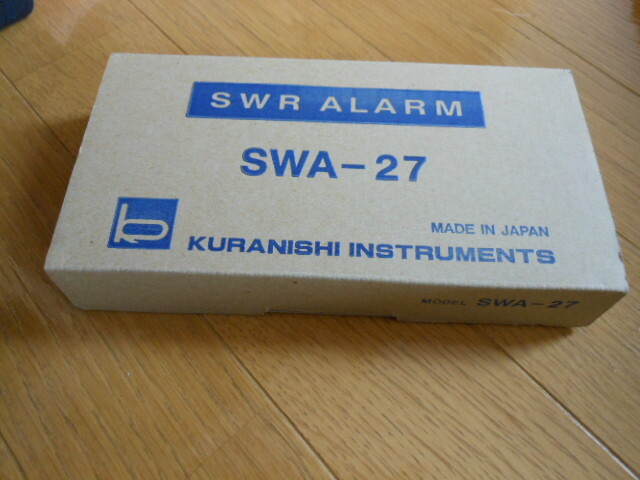 SWR ALARM
SWA-27
MADE IN JAPAN
KURANISHI INSTRUMENTS
MODEL SWA-27